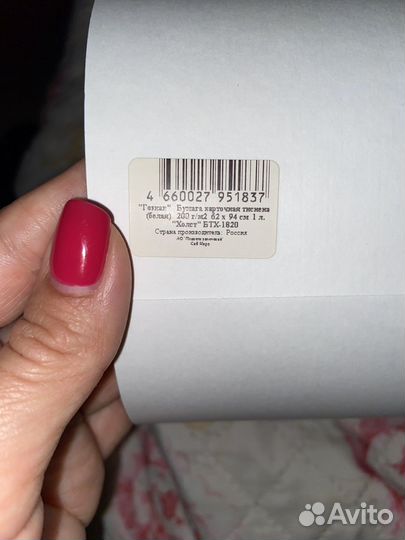 4 660027 951837
"Гознак" Бумага карточная тиснена
(белая) 200 г/м2 62 х 94 см 1 л.
"Холст" БТХ-1820
Страна производитель: Россия
АО
Avito